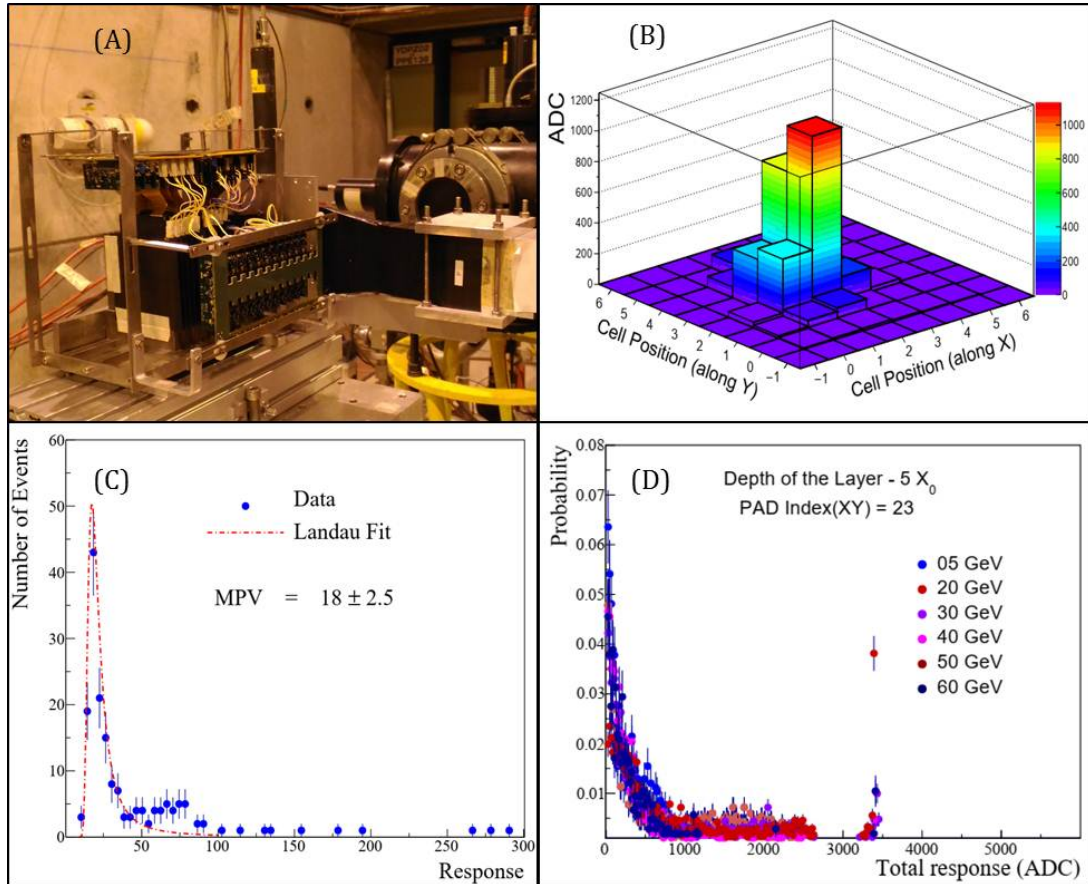 (A)
(B)
ADC
1200
1000
800
600
400
200
0
6
5
4
3
2
1
0
−1
Cell Position (along Y)
−1
0
1
2
3
4
5
6
Cell Position (along X)
1000
800
600
400
200
0
(C)
Number of Events
60
50
40
30
20
10
0
Data
Landau Fit
MPV = 18 ± 2.5
50 100 150 200 250 300
Response
(D)
Probability
0.08
0.07
0.06
0.05
0.04
0.03
0.02
0.01
Depth of the Layer - 5 X0
PAD Index(XY) = 23
05 GeV
20 GeV
30 GeV
40 GeV
50 GeV
60 GeV
0 1000 2000 3000 4000 5000
Total response (ADC)